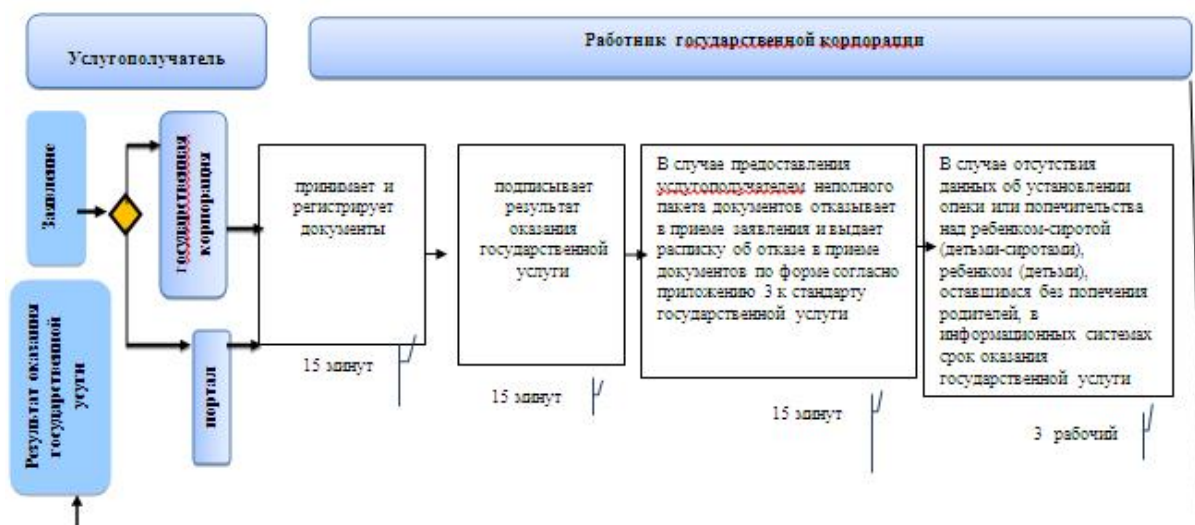 Услугополучатель
Работник государственной корпорации
Заявление
государственная
корпорация
портал
Результат оказания
государственной
усуги
принимает и
регистрирует
документы
15 минут
подписывает
результат
оказания
государственной
услуги
15 минут
В случае предоставления
услугополучателем неполного
пакета документов отказывает
в приеме заявления и выдает
расписку об отказе в приеме
документов по форме согласно
приложению 3 к стандарту
государственной услуги
15 минут
В случае отсутствия
данных об установлении
опеки или попечительства
над ребенком-сиротой
(детьми-сиротами),
ребенком (детьми),
оставшимся без попечения
родителей, в
информационных системах
срок оказания
государственной услуги
3 рабочий